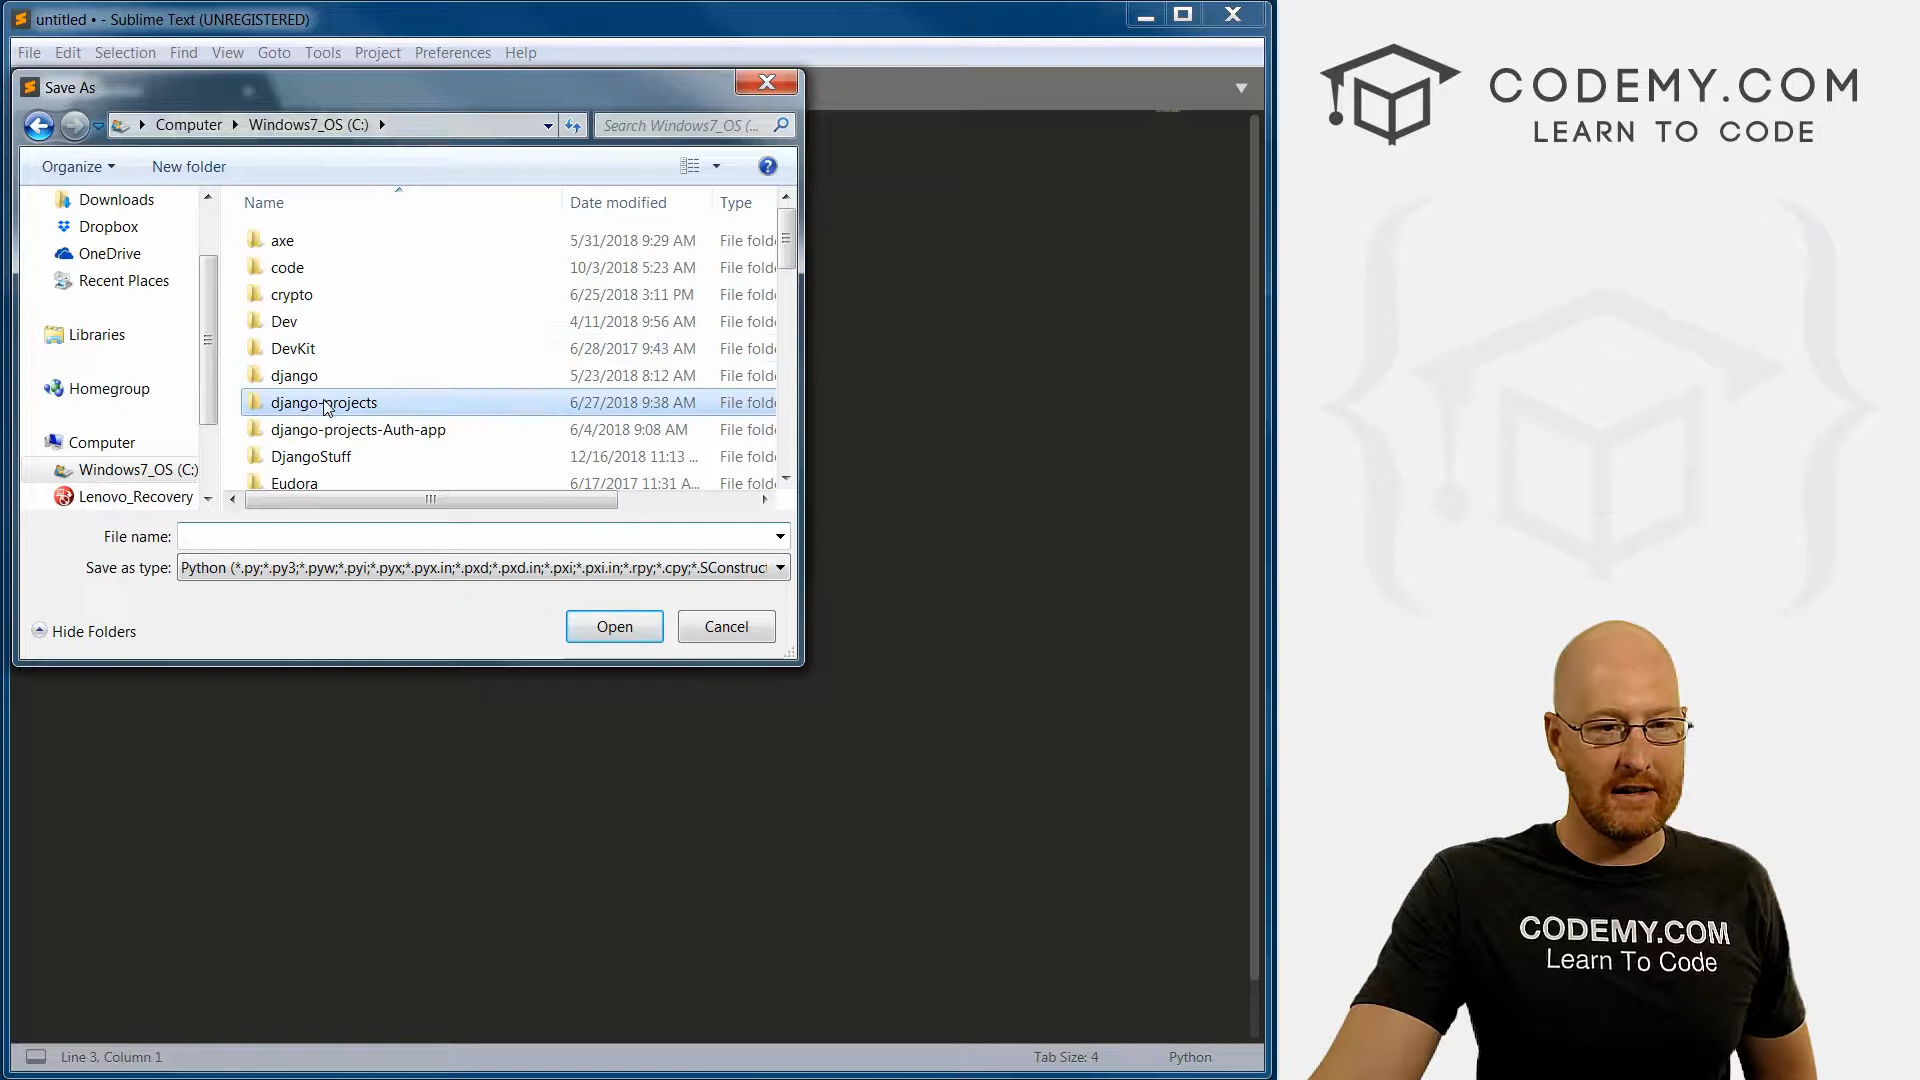 untitled • - Sublime Text (UNREGISTERED)
File Edit Selection Find View Goto Tools Project Preferences Help
Save As
Computer Windows7_OS (C:)
Search Windows7_OS (...
Organize New folder
Downloads
Dropbox
OneDrive
Recent Places
Libraries
Homegroup
Computer
Windows7_OS (C:)
Lenovo_Recovery
Name Date modified Type
axe 5/31/2018 9:29 AM File fold
code 10/3/2018 5:23 AM File fold
crypto 6/25/2018 3:11 PM File fold
Dev 4/11/2018 9:56 AM File fold
DevKit 6/28/2017 9:43 AM File fold
django 5/23/2018 8:12 AM File fold
django-projects 6/27/2018 9:38 AM File fold
django-projects-Auth-app 6/4/2018 9:08 AM File fold
DjangoStuff 12/16/2018 11:13 ... File fold
Eudora 6/17/2017 11:31 A... File fold
File name:
Save as type: Python (*.py;*.py3;*.pyw;*.pyi;*.pyx;*.pyx.in;*.pxd;*.pxd.in;*.pxi;*.pxi.in;*.rpy;*.cpy;*.SConstruct
Hide Folders
Open Cancel
Line 3, Column 1
Tab Size: 4 Python
CODEMY.COM
LEARN TO CODE
CODEMY.COM
Learn To Code